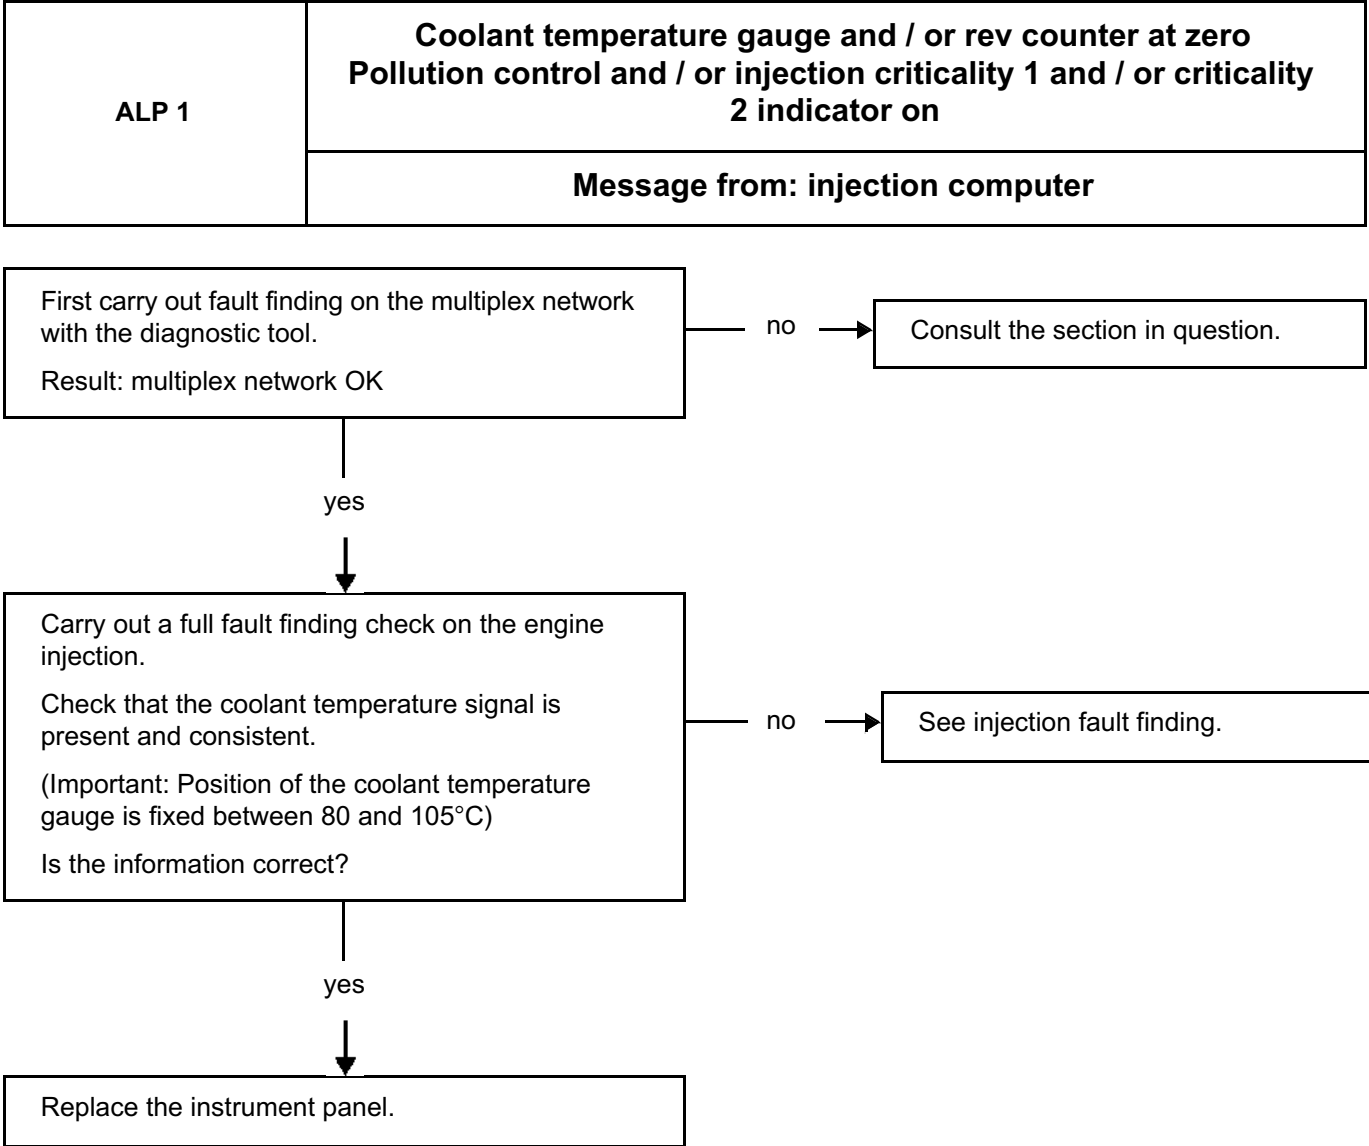 ALP 1
Coolant temperature gauge and / or rev counter at zero
Pollution control and / or injection criticality 1 and / or criticality
2 indicator on
Message from: injection computer
First carry out fault finding on the multiplex network
with the diagnostic tool.
Result: multiplex network OK
no
Consult the section in question.
yes
Carry out a full fault finding check on the engine
injection.
Check that the coolant temperature signal is
present and consistent.
(Important: Position of the coolant temperature
gauge is fixed between 80 and 105°C)
Is the information correct?
no
See injection fault finding.
yes
Replace the instrument panel.